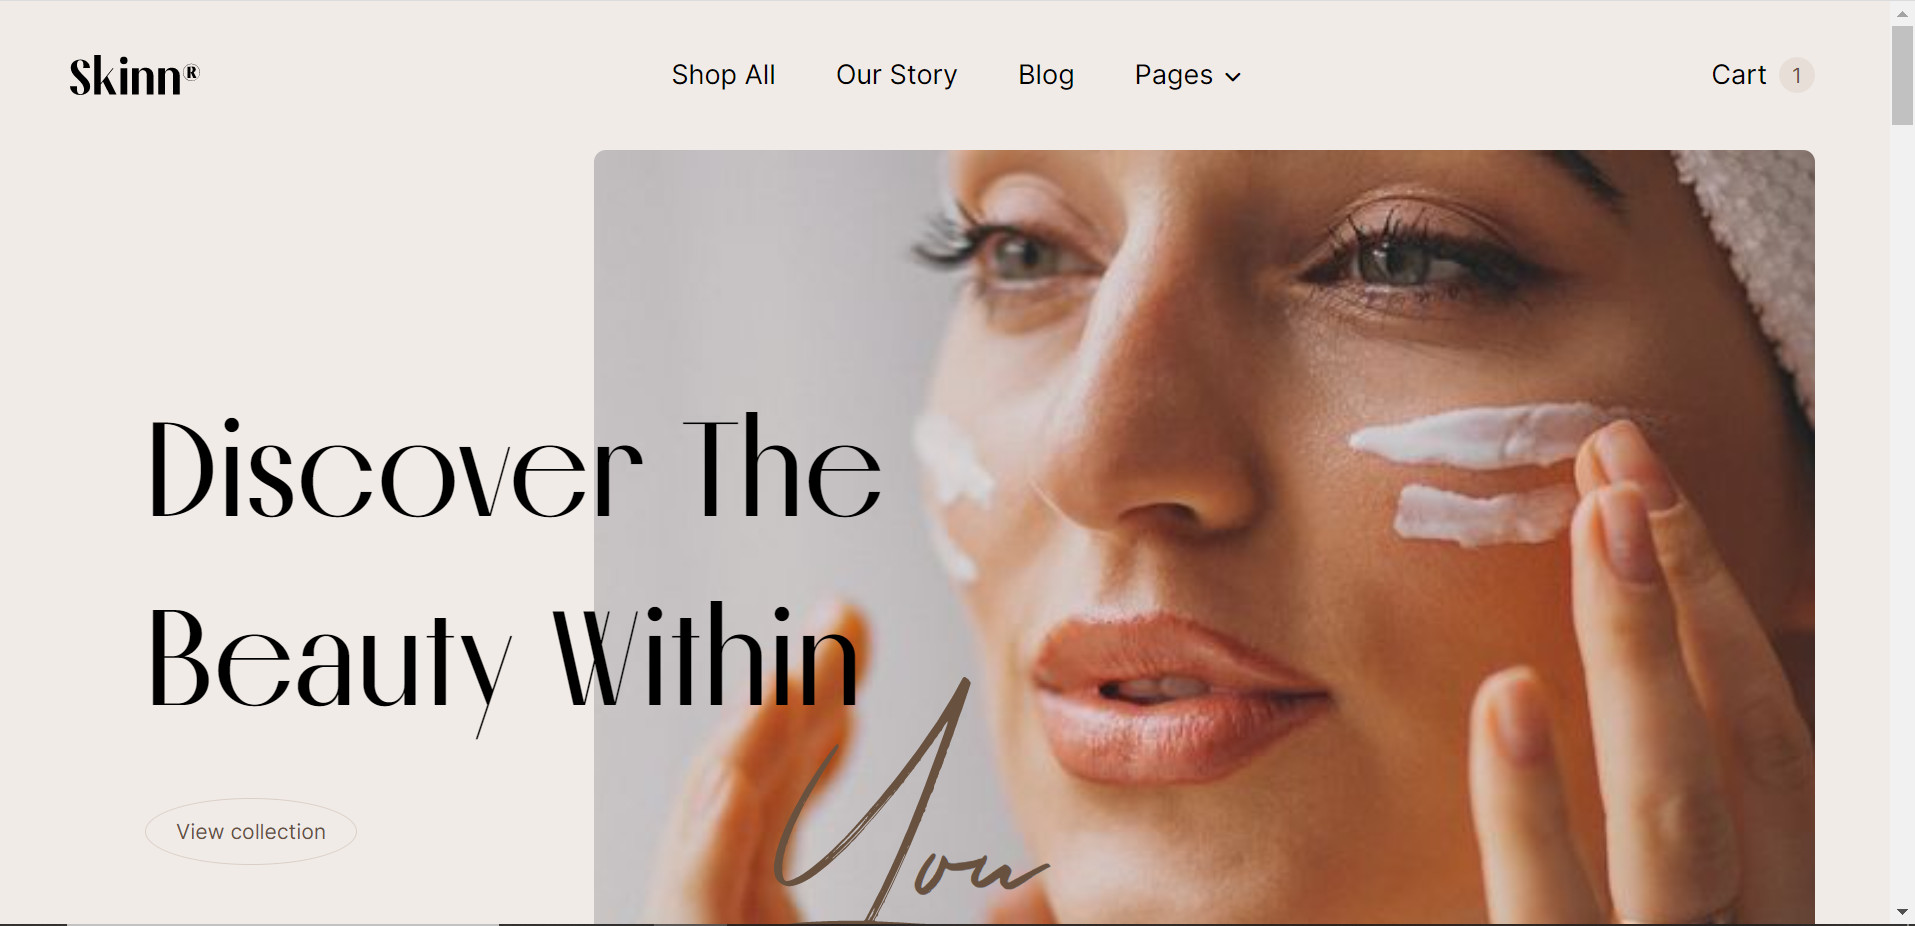 Skinn®
Shop All
Our Story
Blog
Pages
Cart 1
Discover The
Beauty Within
You
View collection